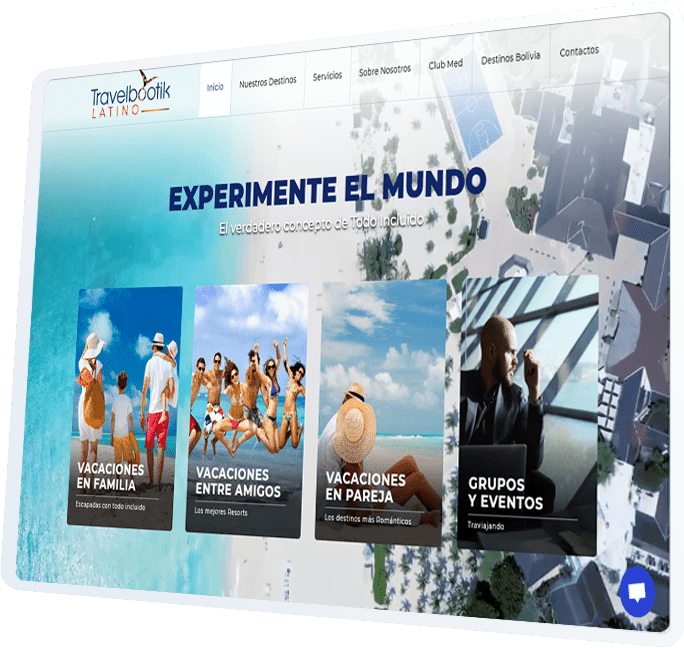 Travelbootik
LATINO
Inicio
Nuestros Destinos
Servicios
Sobre Nosotros
Club Med
Destinos Bolivia
Contactos
EXPERIMENTE EL MUNDO
El verdadero concepto de Todo Incluido
VACACIONES
EN FAMILIA
Escapadas con todo incluido
VACACIONES
ENTRE AMIGOS
Los mejores Resorts
VACACIONES
EN PAREJA
Los destinos más Románticos
GRUPOS
Y EVENTOS
Traviajando